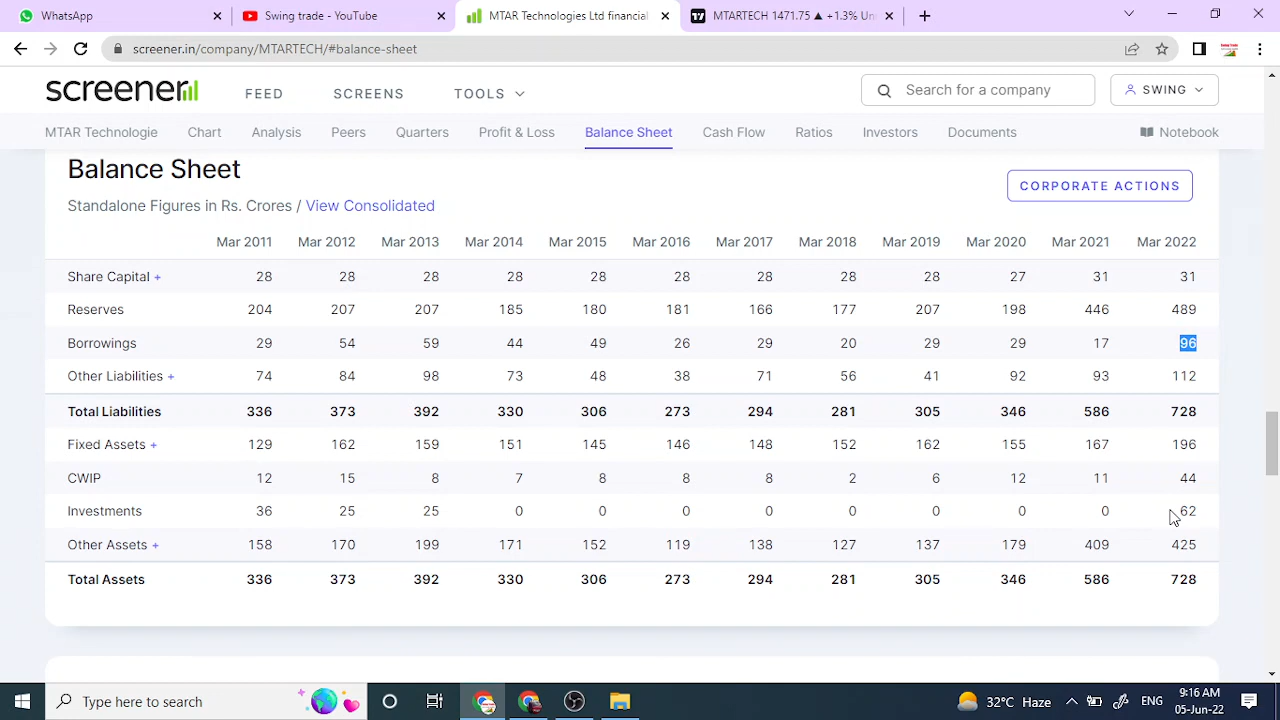 WhatsApp
Swing trade - YouTube
MTAR Technologies Ltd financial
MTARTECH 1471.75 ▲ +1.3% Un
screener.in/company/MTARTECH/#balance-sheet
screener
FEED SCREENS TOOLS
Search for a company
SWING
MTAR Technologie Chart Analysis Peers Quarters Profit & Loss Balance Sheet Cash Flow Ratios Investors Documents Notebook
Balance Sheet
CORPORATE ACTIONS
Standalone Figures in Rs. Crores / View Consolidated
Mar 2011 Mar 2012 Mar 2013 Mar 2014 Mar 2015 Mar 2016 Mar 2017 Mar 2018 Mar 2019 Mar 2020 Mar 2021 Mar 2022
Share Capital + 28 28 28 28 28 28 28 28 28 27 31 31
Reserves 204 207 207 185 180 181 166 177 207 198 446 489
Borrowings 29 54 59 44 49 26 29 20 29 29 17 96
Other Liabilities + 74 84 98 73 48 38 71 56 41 92 93 112
Total Liabilities 336 373 392 330 306 273 294 281 305 346 586 728
Fixed Assets + 129 162 159 151 145 146 148 152 162 155 167 196
CWIP 12 15 8 7 8 8 8 2 6 12 11 44
Investments 36 25 25 0 0 0 0 0 0 0 0 62
Other Assets + 158 170 199 171 152 119 138 127 137 179 409 425
Total Assets 336 373 392 330 306 273 294 281 305 346 586 728
Type here to search
32°C Haze
ENG
9:16 AM
05-Jun-22